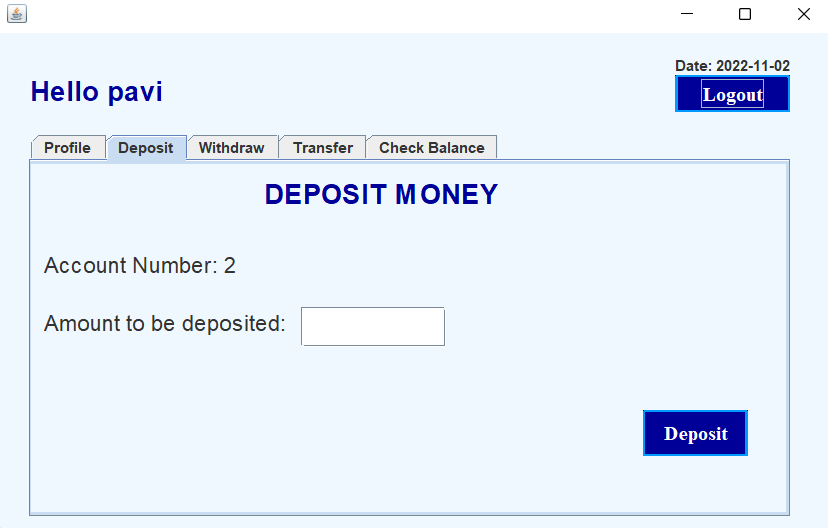 Date: 2022-11-02
Hello pavi
Logout
Profile Deposit Withdraw Transfer Check Balance
DEPOSIT MONEY
Account Number: 2
Amount to be deposited:
Deposit